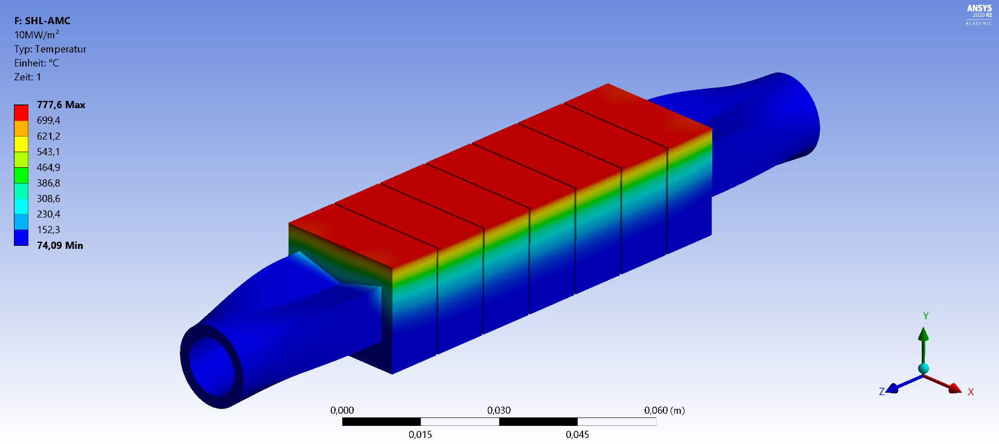 F: SHL-AMC
10MW/m²
Typ: Temperatur
Einheit: °C
Zeit: 1
777,6 Max
699,4
621,2
543,1
464,9
386,8
308,6
230,4
152,3
74,09 Min
ANSYS
2020 R2
ACADEMIC
0,000 0,030 0,060 (m)
0,015 0,045
Y
Z X